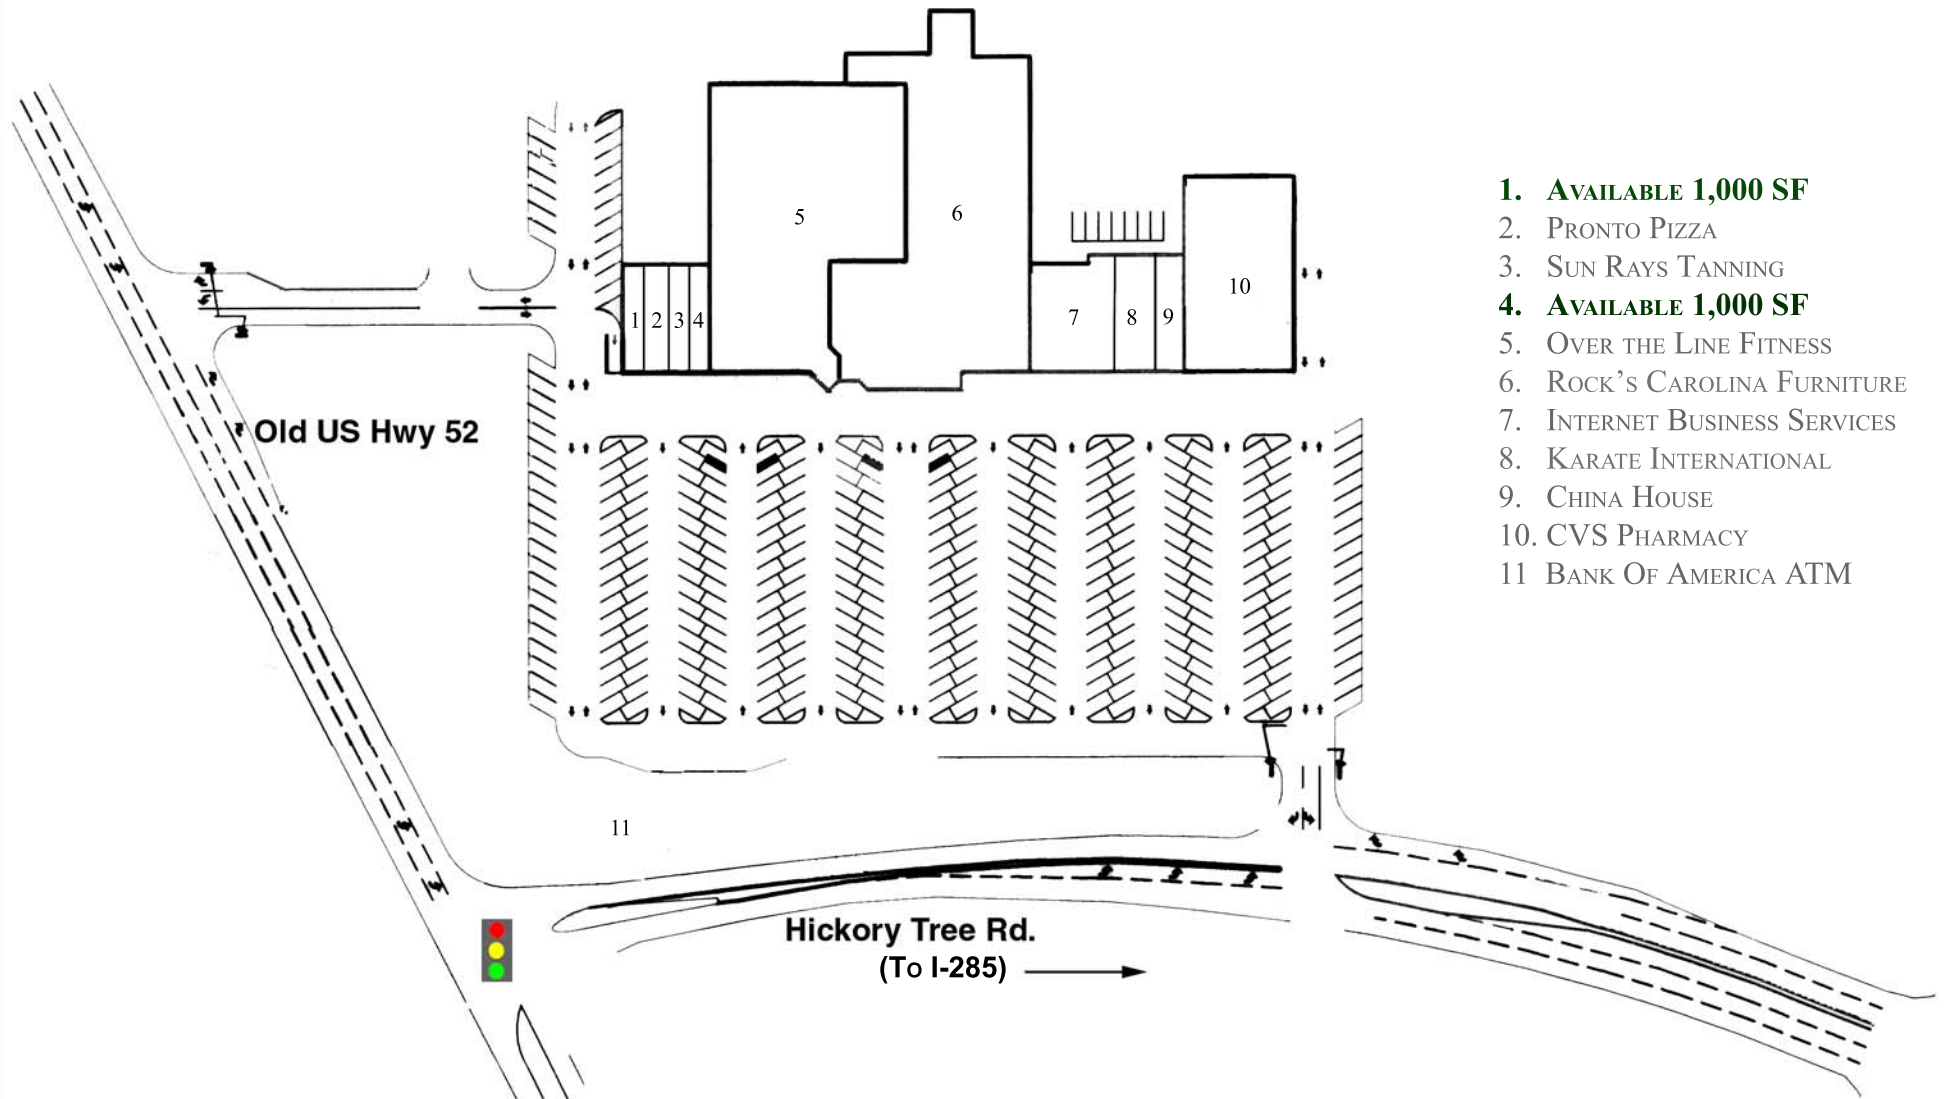 5
6
10
1 2 3 4
7 8 9
Old US Hwy 52
11
Hickory Tree Rd.
(To I-285)
1. Available 1,000 SF
2. Pronto Pizza
3. Sun Rays Tanning
4. Available 1,000 SF
5. Over the Line Fitness
6. Rock's Carolina Furniture
7. Internet Business Services
8. Karate International
9. China House
10. CVS Pharmacy
11 Bank Of America ATM